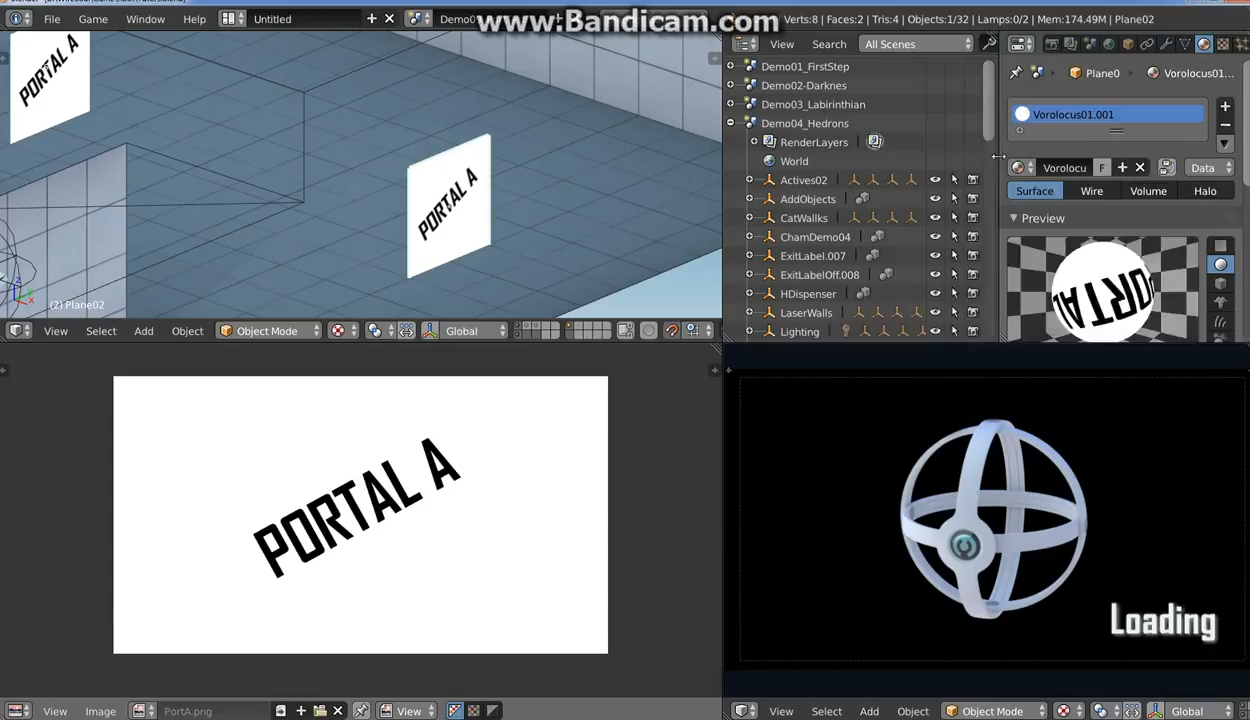 www.Bandicam.com
File Game Window Help Untitled Verts:8 | Faces:2 | Tris:4 | Objects:1/32 | Lamps:0/2 | Mem:174.49M | Plane02
PORTAL A
PORTAL A
(2) Plane02
View Select Add Object Object Mode Global
View Search All Scenes
Demo01_FirstStep
Demo02-Darknes
Demo03_Labirinthian
Demo04_Hedrons
RenderLayers
World
Actives02
AddObjects
CatWallks
ChamDemo04
ExitLabel.007
ExitLabelOff.008
HDispenser
LaserWalls
Lighting
Plane0 Vorolocus01...
Vorolocus01.001
Vorolocu F Data
Surface Wire Volume Halo
Preview
PORTAL
PORTAL A
Loading
View Image PortA.png View
View Select Add Object Object Mode Global